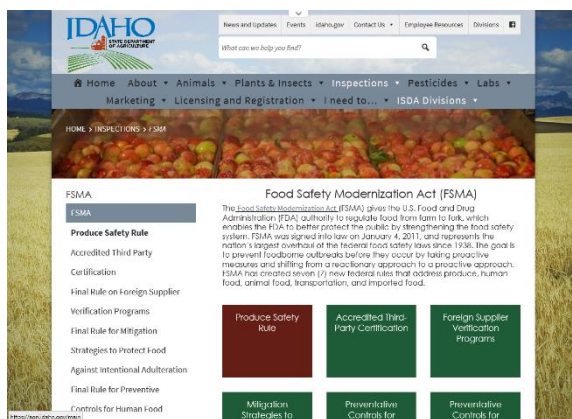 IDAHO
STATE DEPARTMENT
OF AGRICULTURE
News and Updates Events idaho.gov Contact Us Employee Resources Divisions
What can we help you find?
Home About Animals Plants & Insects Inspections Pesticides Labs
Marketing Licensing and Registration I need to... ISDA Divisions
HOME > INSPECTIONS > FSMA
FSMA
FSMA
Produce Safety Rule
Accredited Third Party
Certification
Final Rule on Foreign Supplier
Verification Programs
Final Rule for Mitigation
Strategies to Protect Food
Against Intentional Adulteration
Final Rule for Preventive
Controls for Human Food
Food Safety Modernization Act (FSMA)
The Food Safety Modernization Act (FSMA) gives the U.S. Food and Drug
Administration (FDA) authority to regulate food from farm to fork, which
enables the FDA to better protect the public by strengthening the food safety
system. FSMA was signed into law on January 4, 2011, and represents the
nation's largest overhaul of the federal food safety laws since 1938. The goal is
to prevent foodborne outbreaks before they occur by taking proactive
measures and shifting from a reactionary approach to a proactive approach.
FSMA has created seven (7) new federal rules that address produce, human
food, animal food, transportation, and imported food.
Produce Safety
Rule
Accredited Third-
Party Certification
Foreign Supplier
Verification
Programs
Mitigation
Strategies to
Preventative
Controls for
Preventative
Controls for